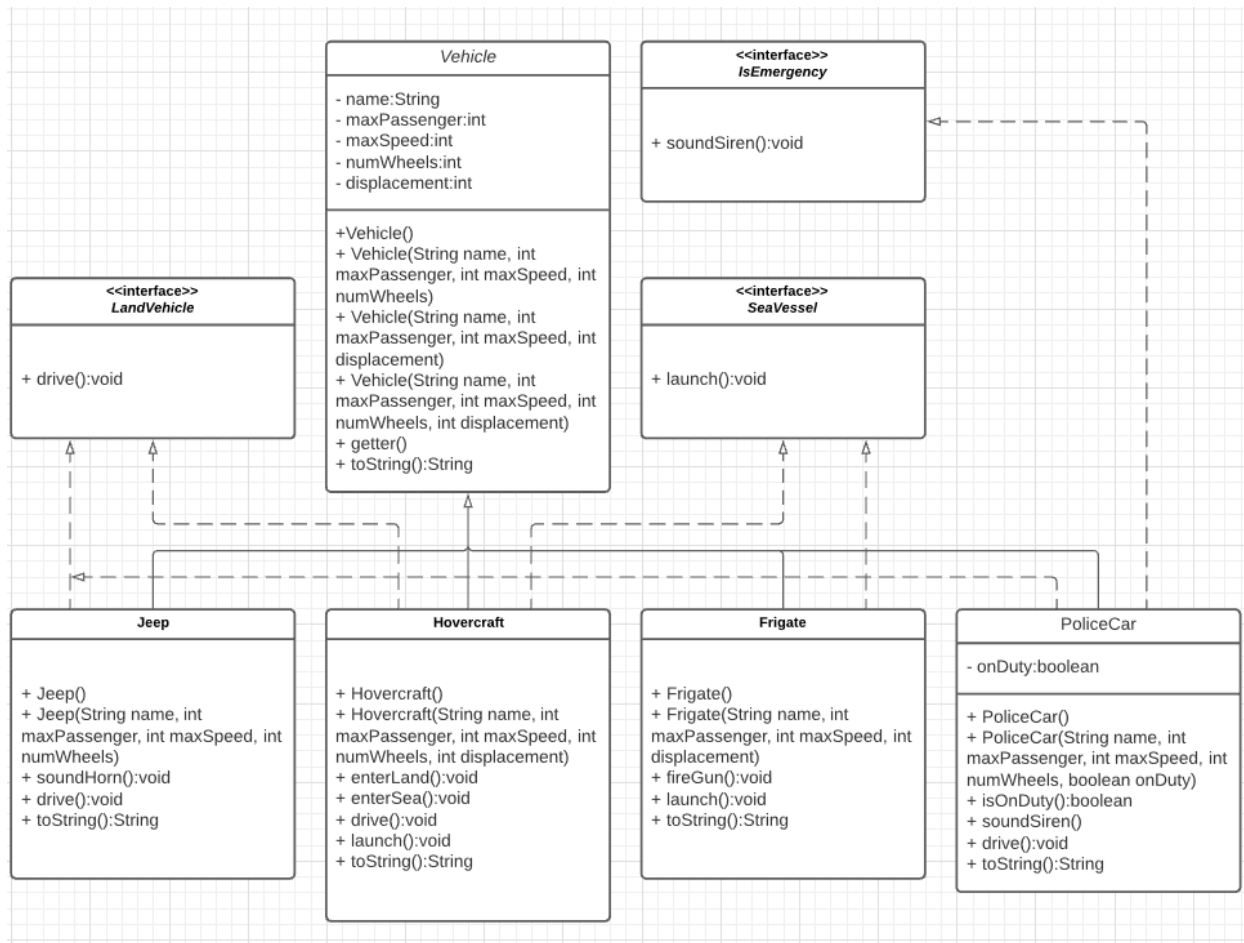 Vehicle
- name:String
- maxPassenger:int
- maxSpeed:int
- numWheels:int
- displacement:int
+Vehicle()
+ Vehicle(String name, int
maxPassenger, int maxSpeed, int
numWheels)
+ Vehicle(String name, int
maxPassenger, int maxSpeed, int
displacement)
+ Vehicle(String name, int
maxPassenger, int maxSpeed, int
numWheels, int displacement)
+ getter()
+ toString():String
<<interface>>
IsEmergency
+ soundSiren():void
<<interface>>
LandVehicle
+ drive():void
<<interface>>
SeaVessel
+ launch():void
Jeep
+ Jeep()
+ Jeep(String name, int
maxPassenger, int maxSpeed, int
numWheels)
+ soundHorn():void
+ drive():void
+ toString():String
Hovercraft
+ Hovercraft()
+ Hovercraft(String name, int
maxPassenger, int maxSpeed, int
numWheels, int displacement)
+ enterLand():void
+ enterSea():void
+ drive():void
+ launch():void
+ toString():String
Frigate
+ Frigate()
+ Frigate(String name, int
maxPassenger, int maxSpeed, int
displacement)
+ fireGun():void
+ launch():void
+ toString():String
PoliceCar
- onDuty:boolean
+ PoliceCar()
+ PoliceCar(String name, int
maxPassenger, int maxSpeed, int
numWheels, boolean onDuty)
+ isOnDuty():boolean
+ soundSiren()
+ drive():void
+ toString():String